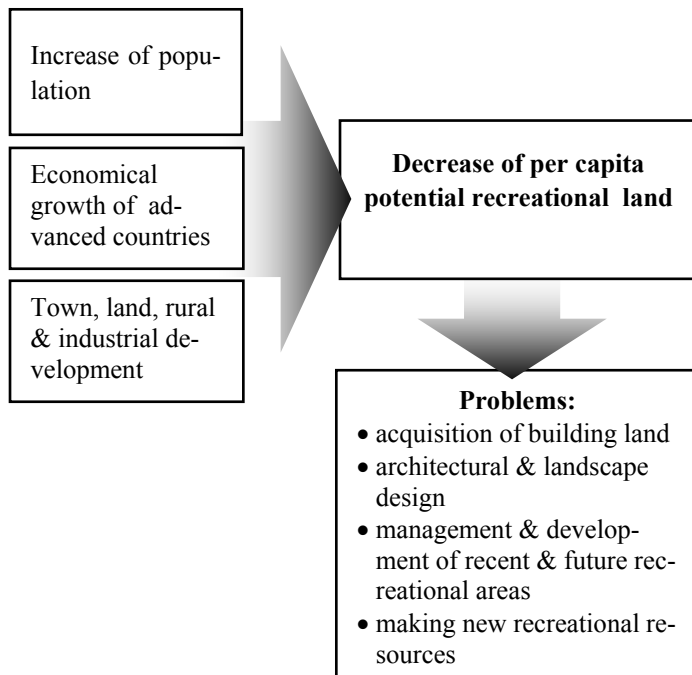 Increase of popu-
lation
Economical
growth of ad-
vanced countries
Town, land, rural
& industrial de-
velopment
Decrease of per capita
potential recreational land
Problems:
• acquisition of building land
• architectural & landscape
design
• management & develop-
ment of recent & future rec-
reational areas
• making new recreational re-
sources